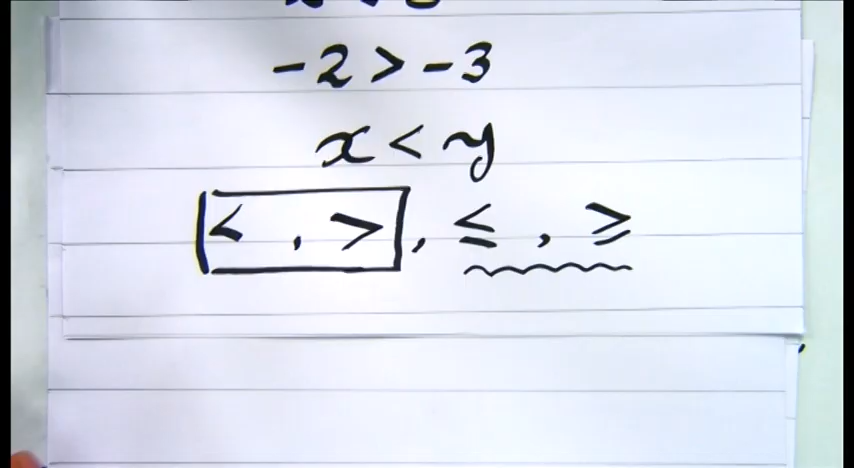 -2 > -3
x < y
< , > , ≤ , ≥